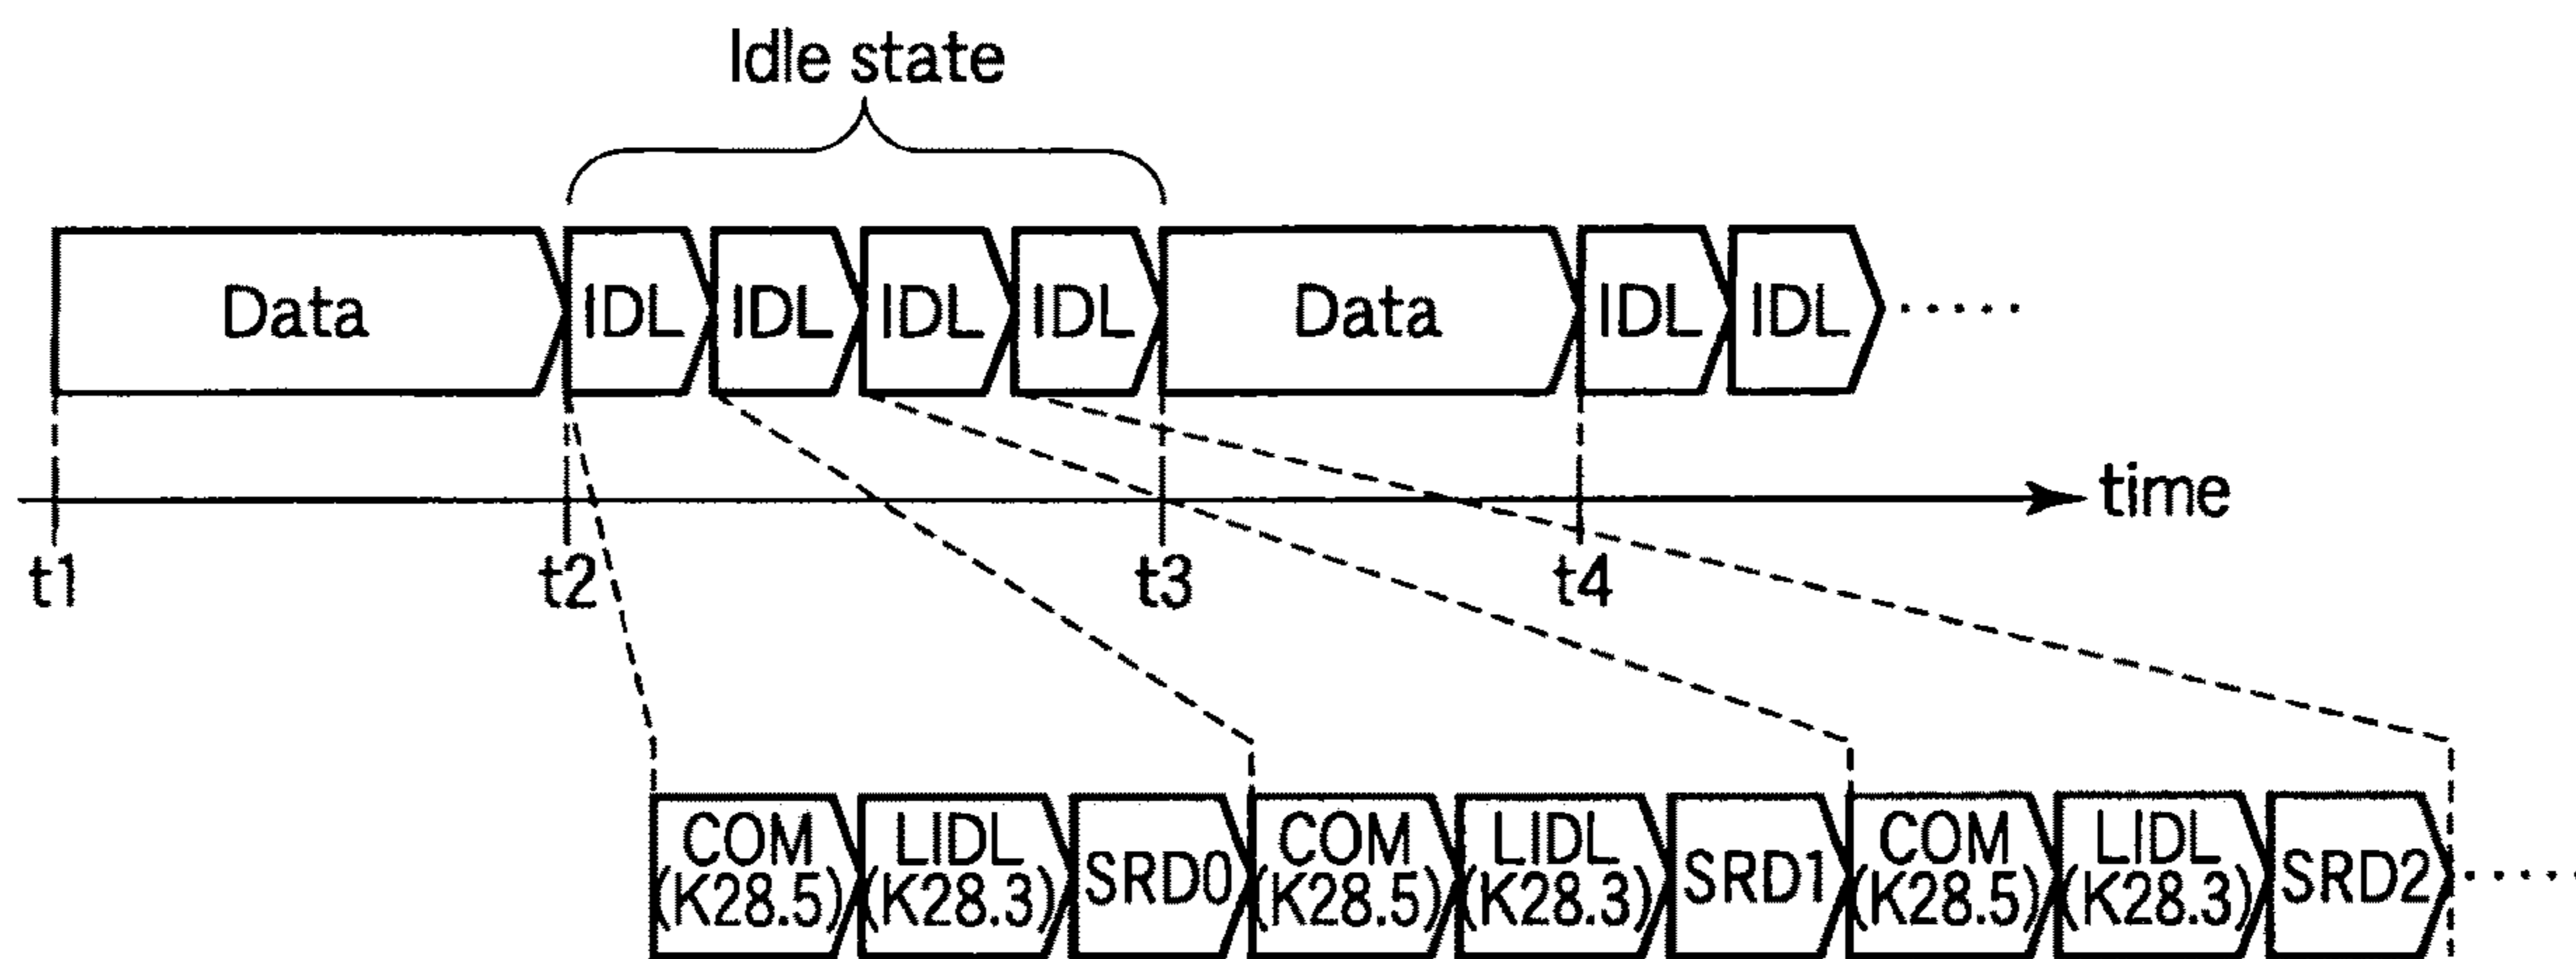 Idle state
Data IDL IDL IDL IDL Data IDL IDL ·····
time
t1 t2 t3 t4
COM LIDL SRD0 COM LIDL SRD1 COM LIDL SRD2 ·····
(K28.5) (K28.3) (K28.5) (K28.3) (K28.5) (K28.3)